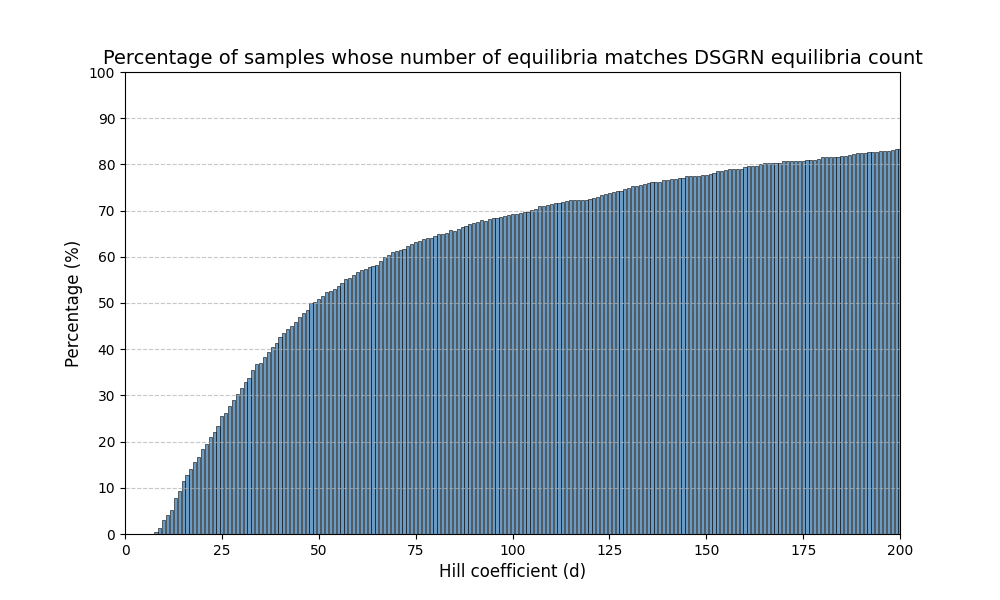 Percentage of samples whose number of equilibria matches DSGRN equilibria count
100
90
80
70
60
50
40
30
20
10
0
Percentage (%)
0 25 50 75 100 125 150 175 200
Hill coefficient (d)